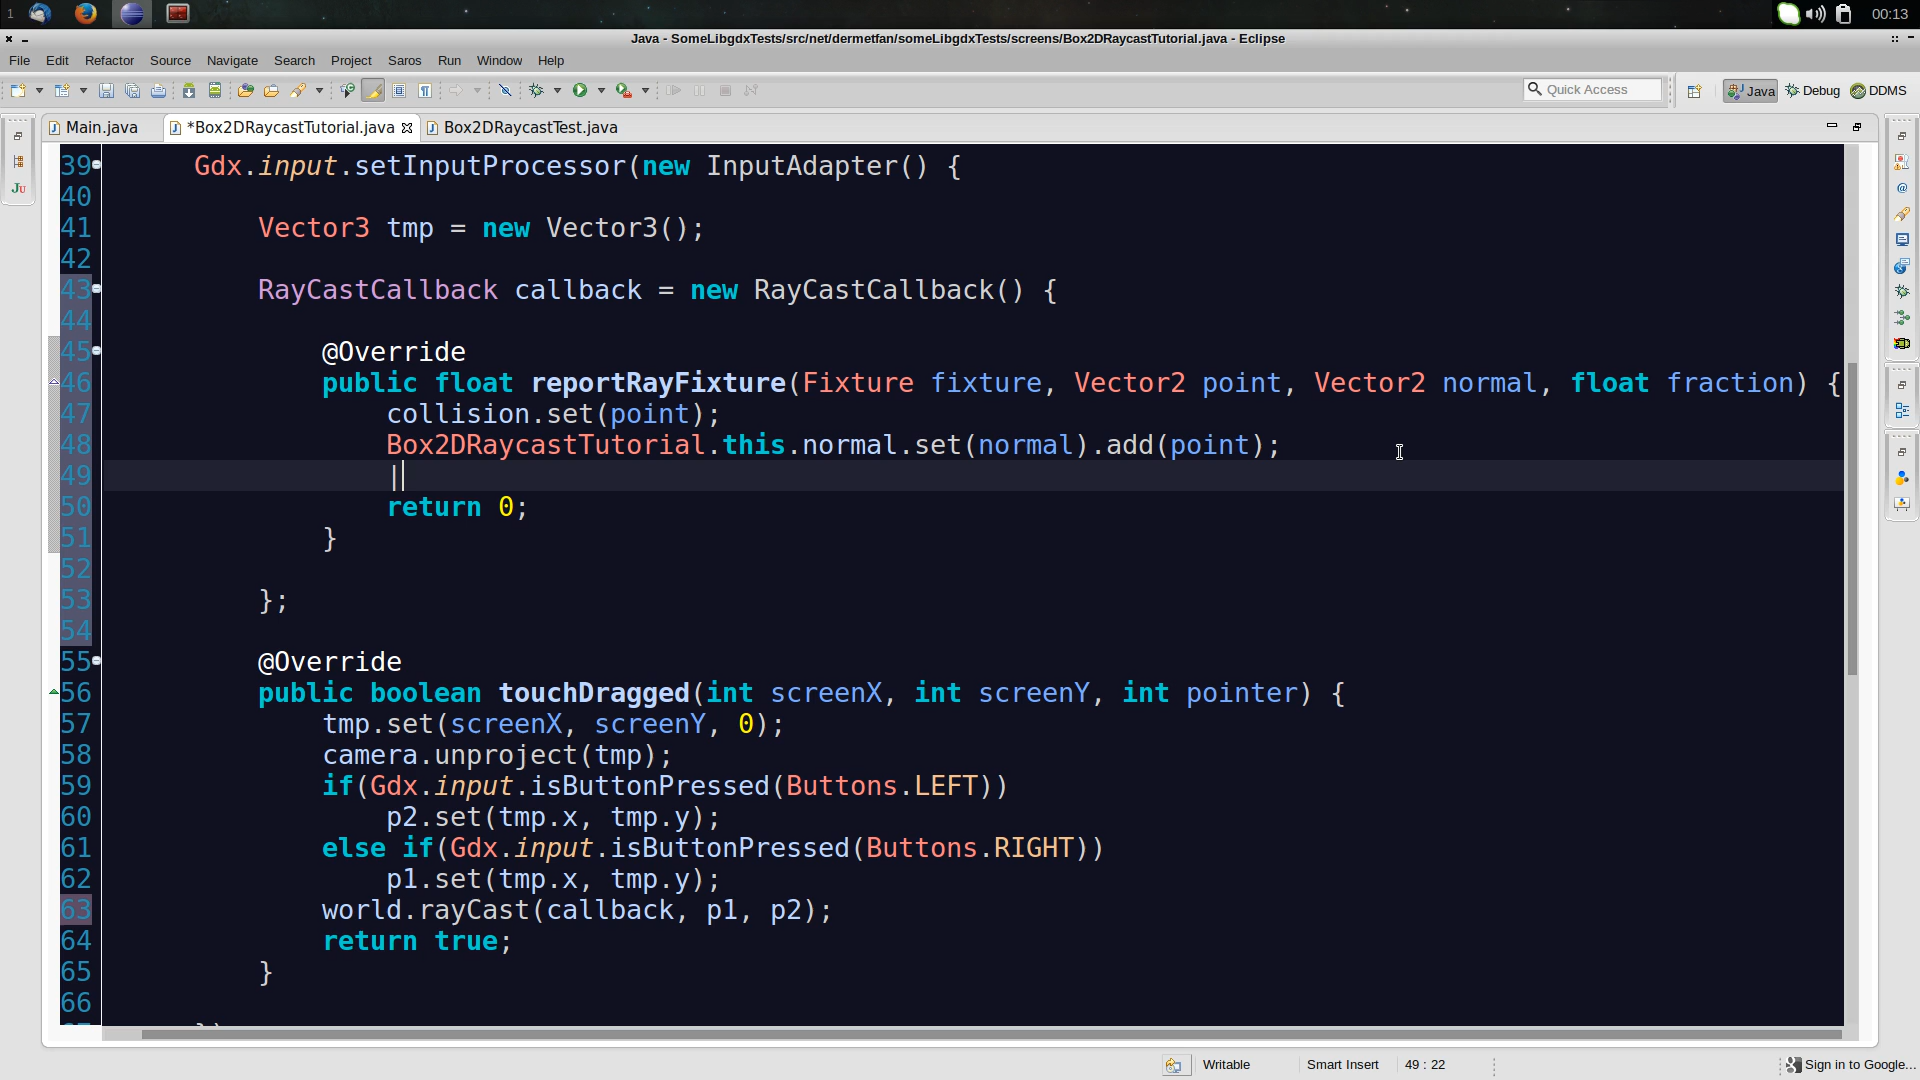 1
00:13
Java - SomeLibgdxTests/src/net/dermetfan/someLibgdxTests/screens/Box2DRaycastTutorial.java - Eclipse
File Edit Refactor Source Navigate Search Project Saros Run Window Help
Quick Access
Java Debug DDMS
Main.java *Box2DRaycastTutorial.java Box2DRaycastTest.java
39 Gdx.input.setInputProcessor(new InputAdapter() {
40
41 Vector3 tmp = new Vector3();
42
43 RayCastCallback callback = new RayCastCallback() {
44
45 @Override
46 public float reportRayFixture(Fixture fixture, Vector2 point, Vector2 normal, float fraction) {
47 collision.set(point);
48 Box2DRaycastTutorial.this.normal.set(normal).add(point);
49
50 return 0;
51 }
52
53 };
54
55 @Override
56 public boolean touchDragged(int screenX, int screenY, int pointer) {
57 tmp.set(screenX, screenY, 0);
58 camera.unproject(tmp);
59 if(Gdx.input.isButtonPressed(Buttons.LEFT))
60 p2.set(tmp.x, tmp.y);
61 else if(Gdx.input.isButtonPressed(Buttons.RIGHT))
62 p1.set(tmp.x, tmp.y);
63 world.rayCast(callback, p1, p2);
64 return true;
65 }
66
Writable Smart Insert 49 : 22 Sign in to Google...